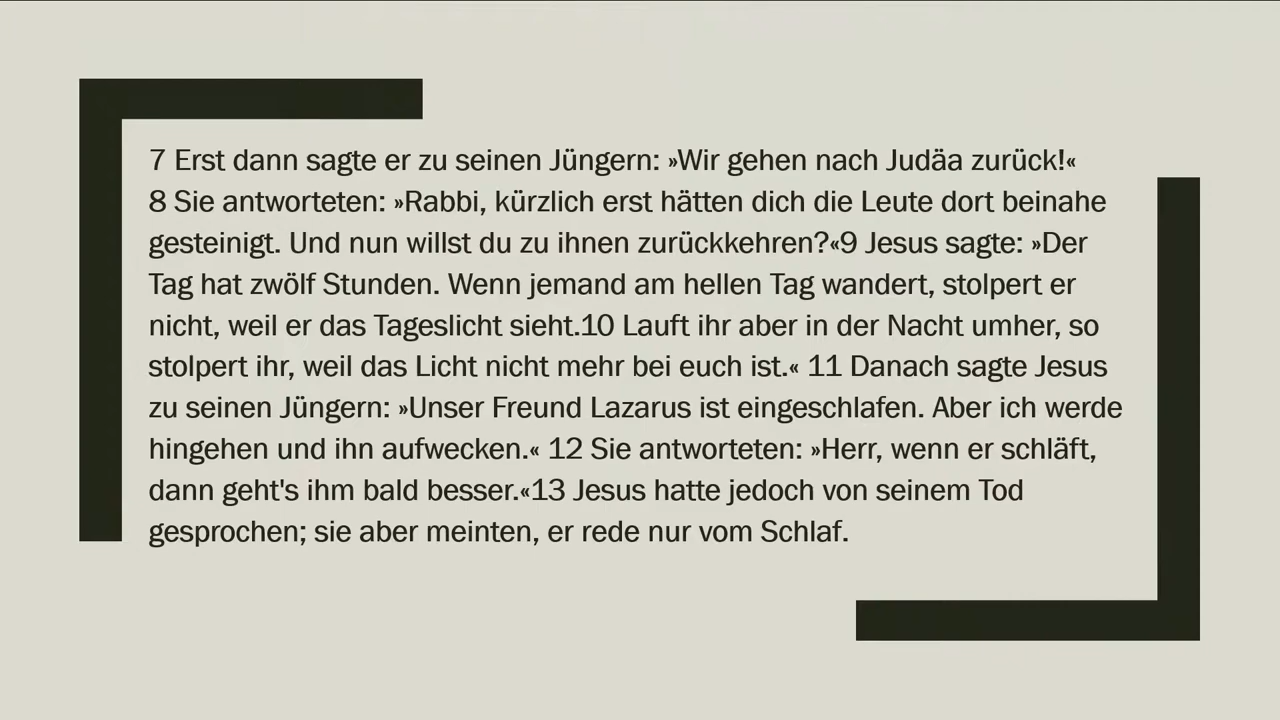 7 Erst dann sagte er zu seinen Jüngern: »Wir gehen nach Judäa zurück!«
8 Sie antworteten: »Rabbi, kürzlich erst hätten dich die Leute dort beinahe
gesteinigt. Und nun willst du zu ihnen zurückkehren?«9 Jesus sagte: »Der
Tag hat zwölf Stunden. Wenn jemand am hellen Tag wandert, stolpert er
nicht, weil er das Tageslicht sieht.10 Lauft ihr aber in der Nacht umher, so
stolpert ihr, weil das Licht nicht mehr bei euch ist.« 11 Danach sagte Jesus
zu seinen Jüngern: »Unser Freund Lazarus ist eingeschlafen. Aber ich werde
hingehen und ihn aufwecken.« 12 Sie antworteten: »Herr, wenn er schläft,
dann geht's ihm bald besser.«13 Jesus hatte jedoch von seinem Tod
gesprochen; sie aber meinten, er rede nur vom Schlaf.